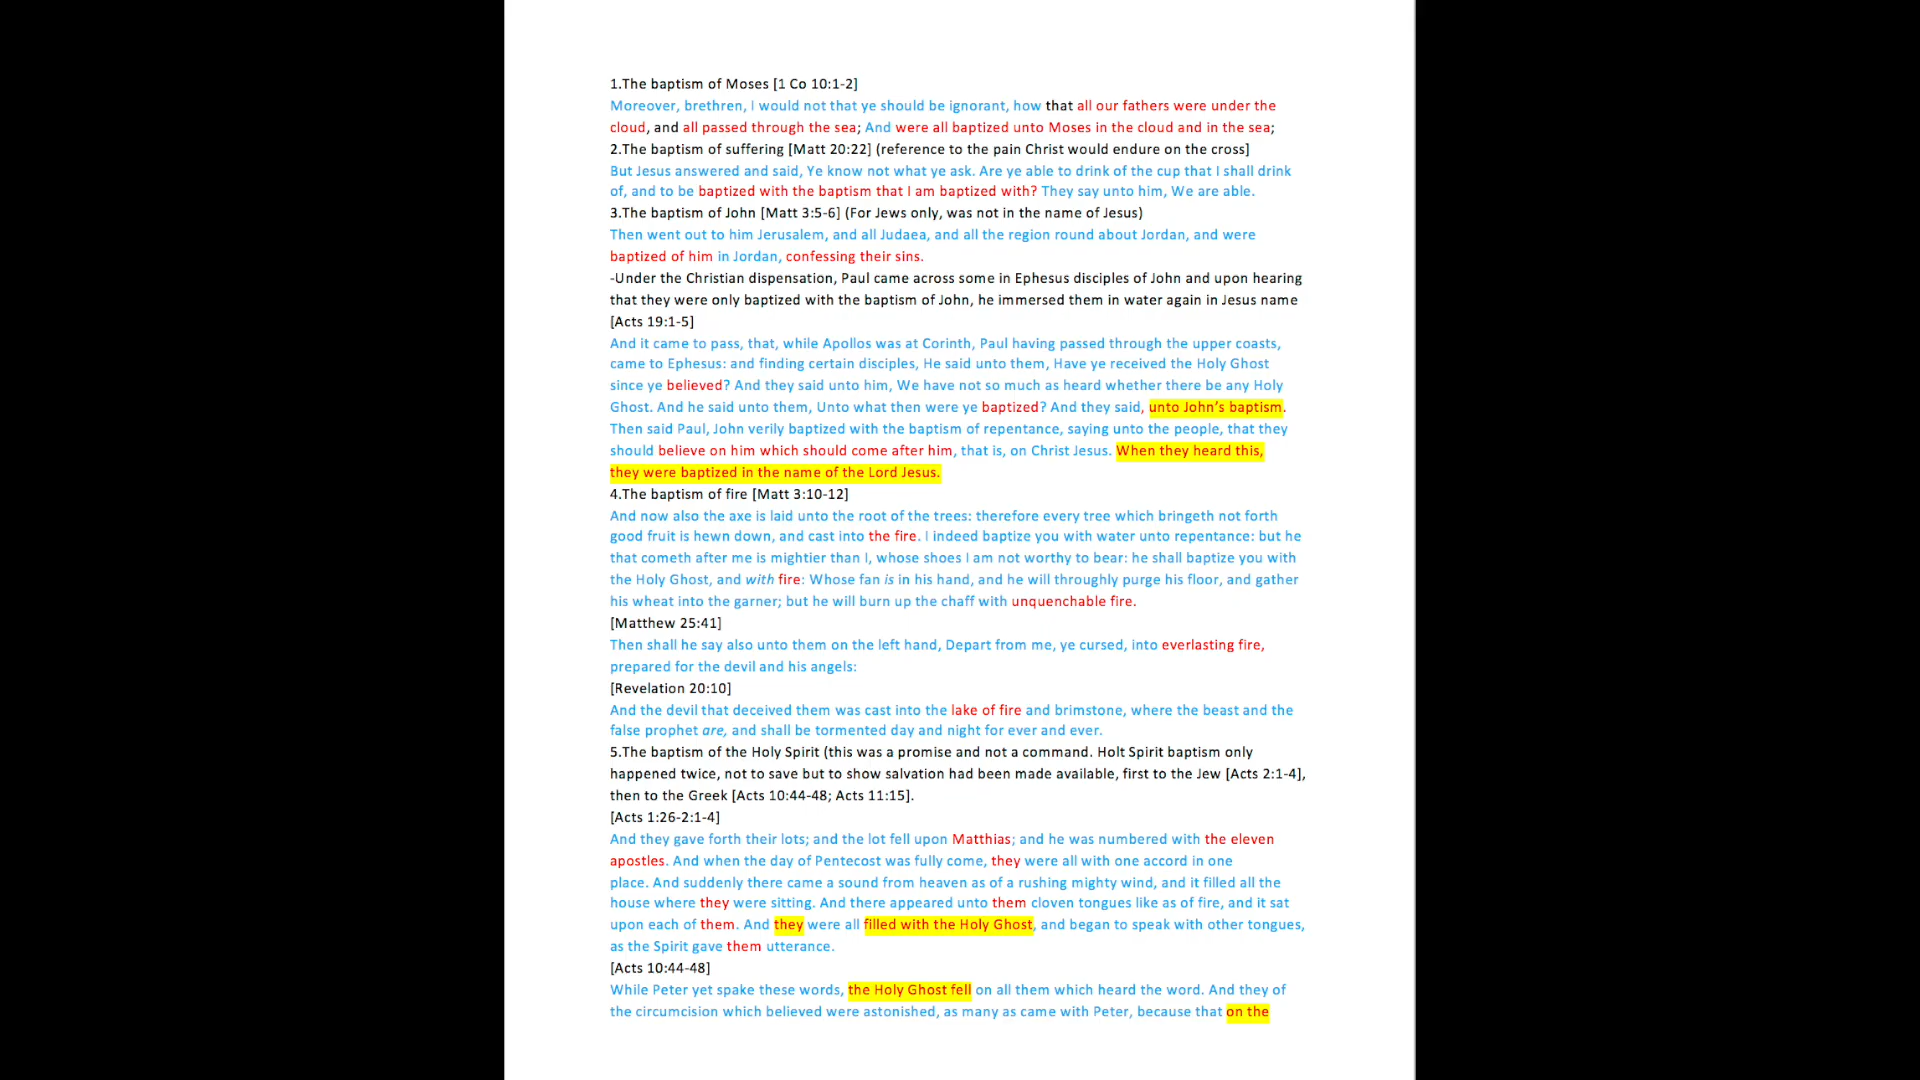 1.The baptism of Moses [1 Co 10:1-2]
Moreover, brethren, I would not that ye should be ignorant, how that all our fathers were under the
cloud, and all passed through the sea; And were all baptized unto Moses in the cloud and in the sea;
2.The baptism of suffering [Matt 20:22] (reference to the pain Christ would endure on the cross]
But Jesus answered and said, Ye know not what ye ask. Are ye able to drink of the cup that I shall drink
of, and to be baptized with the baptism that I am baptized with? They say unto him, We are able.
3.The baptism of John [Matt 3:5-6] (For Jews only, was not in the name of Jesus)
Then went out to him Jerusalem, and all Judaea, and all the region round about Jordan, and were
baptized of him in Jordan, confessing their sins.
-Under the Christian dispensation, Paul came across some in Ephesus disciples of John and upon hearing
that they were only baptized with the baptism of John, he immersed them in water again in Jesus name
[Acts 19:1-5]
And it came to pass, that, while Apollos was at Corinth, Paul having passed through the upper coasts,
came to Ephesus: and finding certain disciples, He said unto them, Have ye received the Holy Ghost
since ye believed? And they said unto him, We have not so much as heard whether there be any Holy
Ghost. And he said unto them, Unto what then were ye baptized? And they said, unto John’s baptism.
Then said Paul, John verily baptized with the baptism of repentance, saying unto the people, that they
should believe on him which should come after him, that is, on Christ Jesus. When they heard this,
they were baptized in the name of the Lord Jesus.
4.The baptism of fire [Matt 3:10-12]
And now also the axe is laid unto the root of the trees: therefore every tree which bringeth not forth
good fruit is hewn down, and cast into the fire. I indeed baptize you with water unto repentance: but he
that cometh after me is mightier than I, whose shoes I am not worthy to bear: he shall baptize you with
the Holy Ghost, and with fire: Whose fan is in his hand, and he will throughly purge his floor, and gather
his wheat into the garner; but he will burn up the chaff with unquenchable fire.
[Matthew 25:41]
Then shall he say also unto them on the left hand, Depart from me, ye cursed, into everlasting fire,
prepared for the devil and his angels:
[Revelation 20:10]
And the devil that deceived them was cast into the lake of fire and brimstone, where the beast and the
false prophet are, and shall be tormented day and night for ever and ever.
5.The baptism of the Holy Spirit (this was a promise and not a command. Holt Spirit baptism only
happened twice, not to save but to show salvation had been made available, first to the Jew [Acts 2:1-4],
then to the Greek [Acts 10:44-48; Acts 11:15].
[Acts 1:26-2:1-4]
And they gave forth their lots; and the lot fell upon Matthias; and he was numbered with the eleven
apostles. And when the day of Pentecost was fully come, they were all with one accord in one
place. And suddenly there came a sound from heaven as of a rushing mighty wind, and it filled all the
house where they were sitting. And there appeared unto them cloven tongues like as of fire, and it sat
upon each of them. And they were all filled with the Holy Ghost, and began to speak with other tongues,
as the Spirit gave them utterance.
[Acts 10:44-48]
While Peter yet spake these words, the Holy Ghost fell on all them which heard the word. And they of
the circumcision which believed were astonished, as many as came with Peter, because that on the